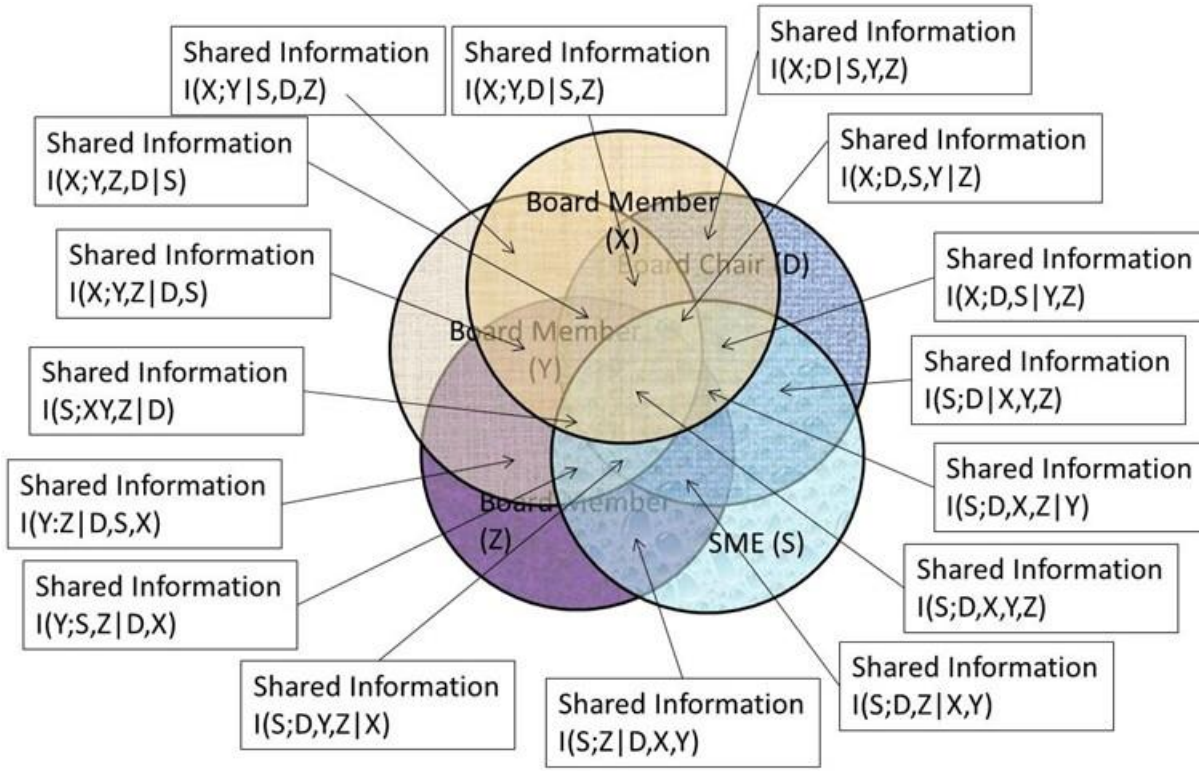 Shared Information
I(X;Y|S,D,Z)
Shared Information
I(X;Y,D|S,Z)
Shared Information
I(X;D|S,Y,Z)
Shared Information
I(X;Y,Z,D|S)
Shared Information
I(X;D,S,Y|Z)
Board Member
(X)
Board Chair (D)
Shared Information
I(X;Y,Z|D,S)
Shared Information
I(X;D,S|Y,Z)
Board Member
(Y)
Shared Information
I(S;XY,Z|D)
Shared Information
I(S;D|X,Y,Z)
Shared Information
I(Y:Z|D,S,X)
Shared Information
I(S;D,X,Z|Y)
Board Member
(Z)
SME (S)
Shared Information
I(Y;S,Z|D,X)
Shared Information
I(S;D,X,Y,Z)
Shared Information
I(S;D,Y,Z|X)
Shared Information
I(S;Z|D,X,Y)
Shared Information
I(S;D,Z|X,Y)